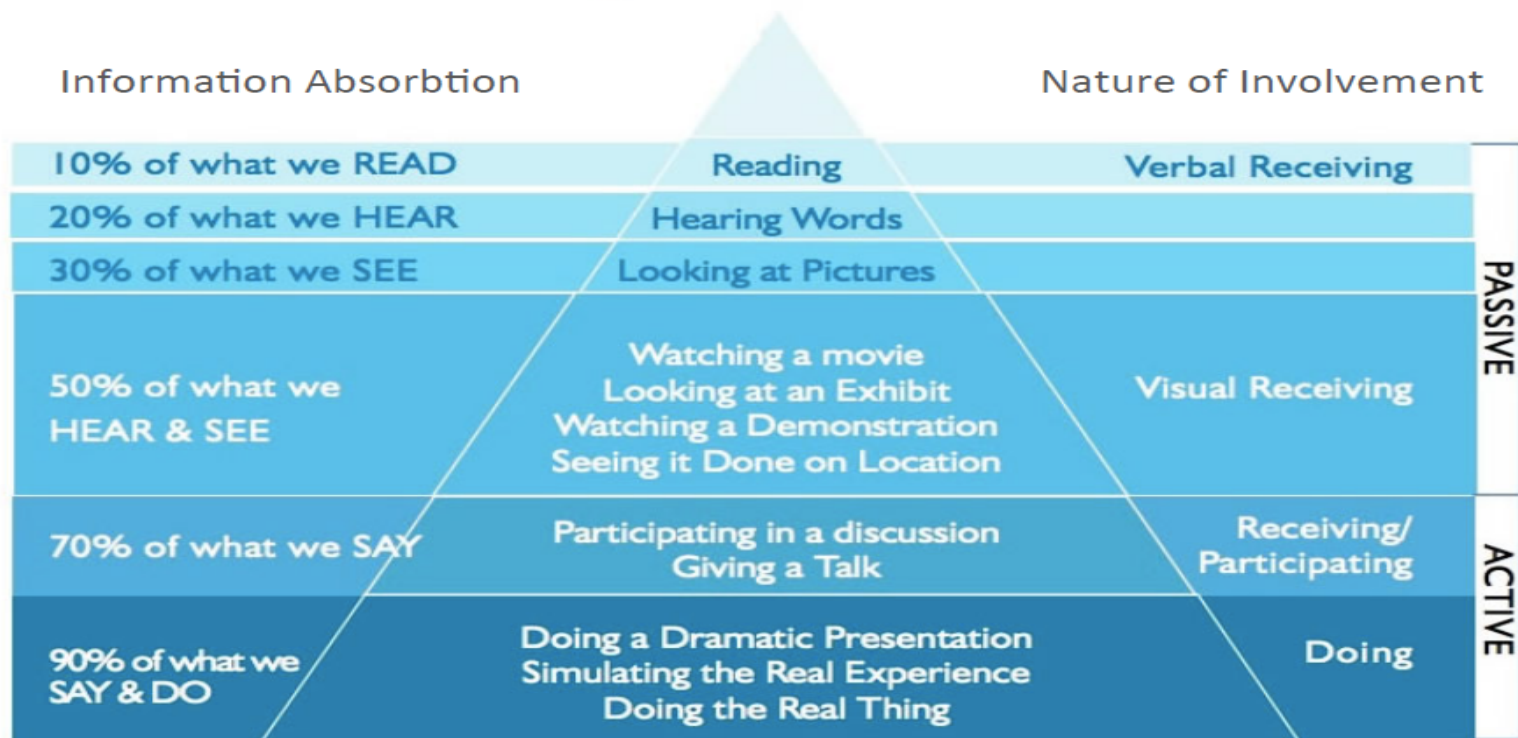 Information Absorbtion
Nature of Involvement
10% of what we READ
Reading
Verbal Receiving
20% of what we HEAR
Hearing Words
30% of what we SEE
Looking at Pictures
50% of what we
HEAR & SEE
Watching a movie
Looking at an Exhibit
Watching a Demonstration
Seeing it Done on Location
Visual Receiving
PASSIVE
70% of what we SAY
Participating in a discussion
Giving a Talk
Receiving/
Participating
90% of what we
SAY & DO
Doing a Dramatic Presentation
Simulating the Real Experience
Doing the Real Thing
Doing
ACTIVE